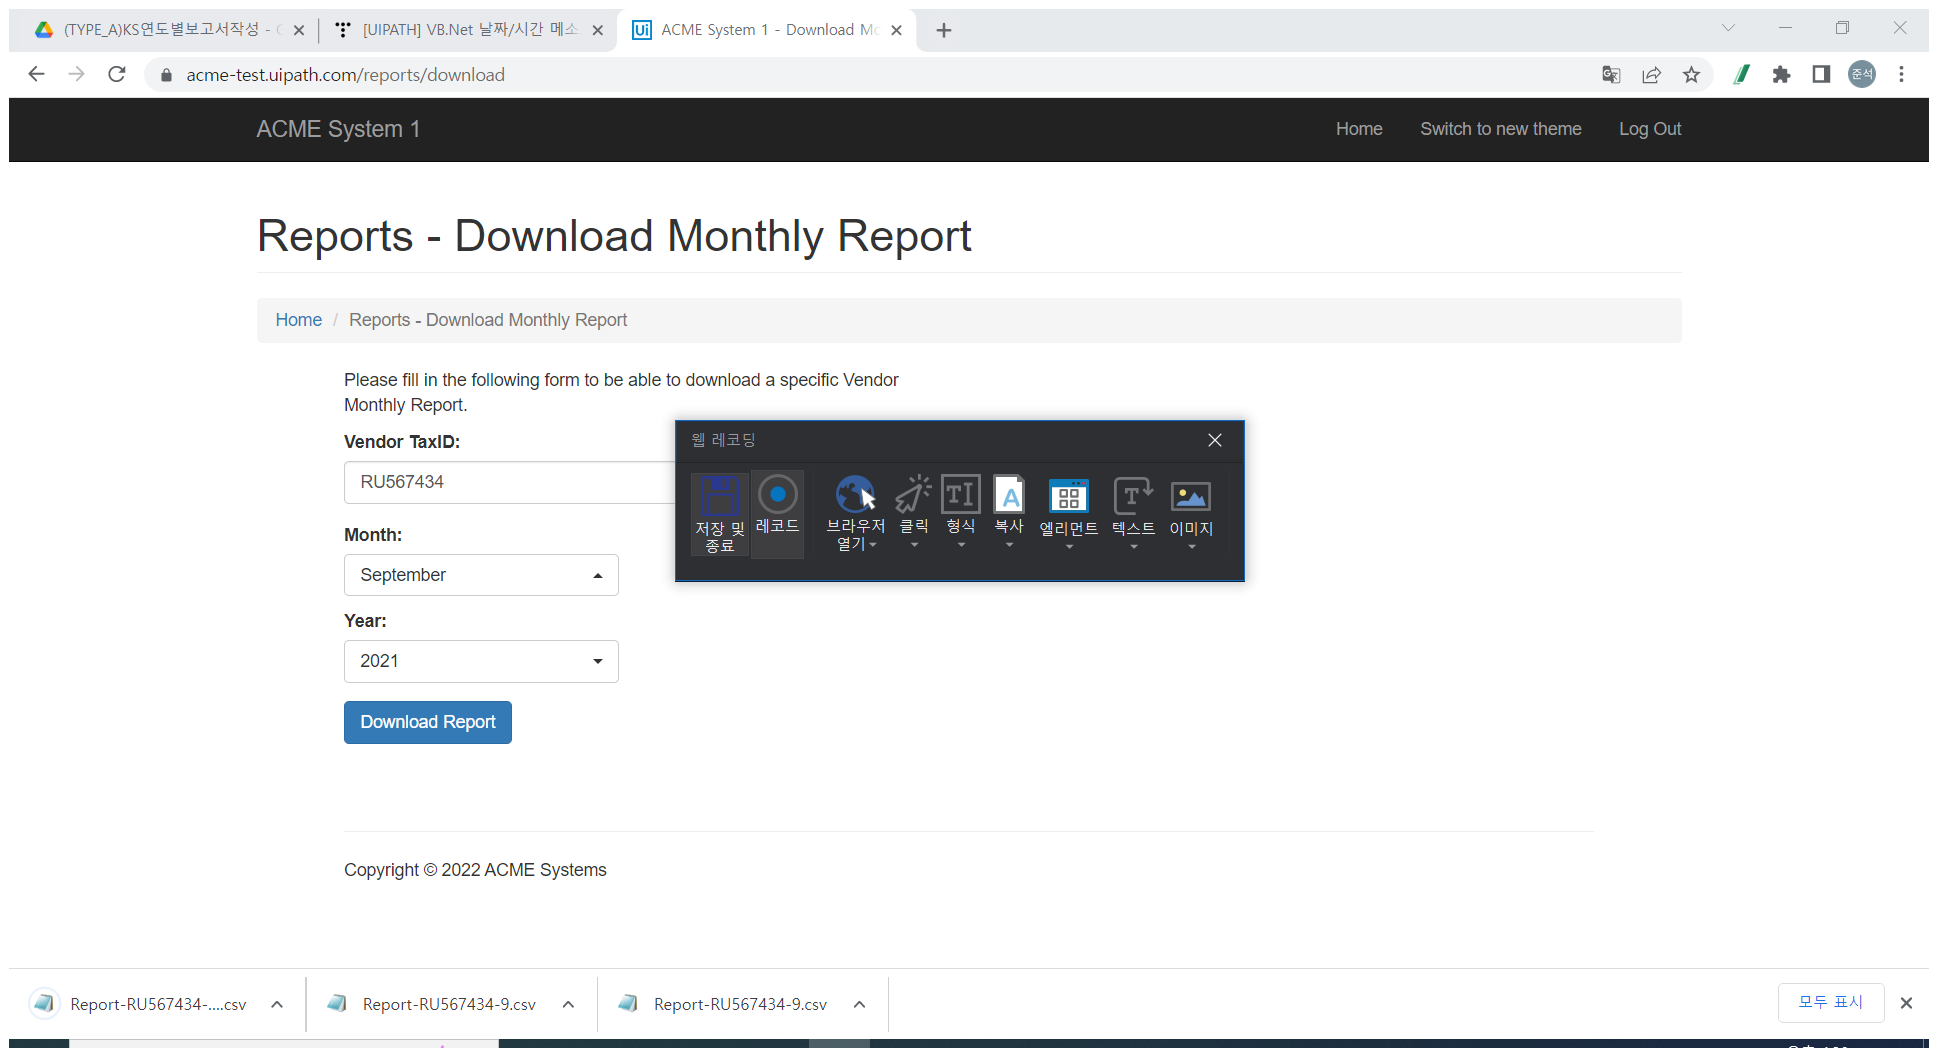 (TYPE_A)KS연도별보고서작성 -
[UIPATH] VB.Net 날짜/시간 메소
ACME System 1 - Download Mo
acme-test.uipath.com/reports/download
준석
ACME System 1
Home
Switch to new theme
Log Out
Reports - Download Monthly Report
Home / Reports - Download Monthly Report
Please fill in the following form to be able to download a specific Vendor
Monthly Report.
Vendor TaxID:
RU567434
Month:
September
Year:
2021
Download Report
웹 레코딩
저장 및
종료
레코드
브라우저
열기
클릭
형식
복사
엘리먼트
텍스트
이미지
Copyright © 2022 ACME Systems
Report-RU567434-....csv
Report-RU567434-9.csv
Report-RU567434-9.csv
모두 표시